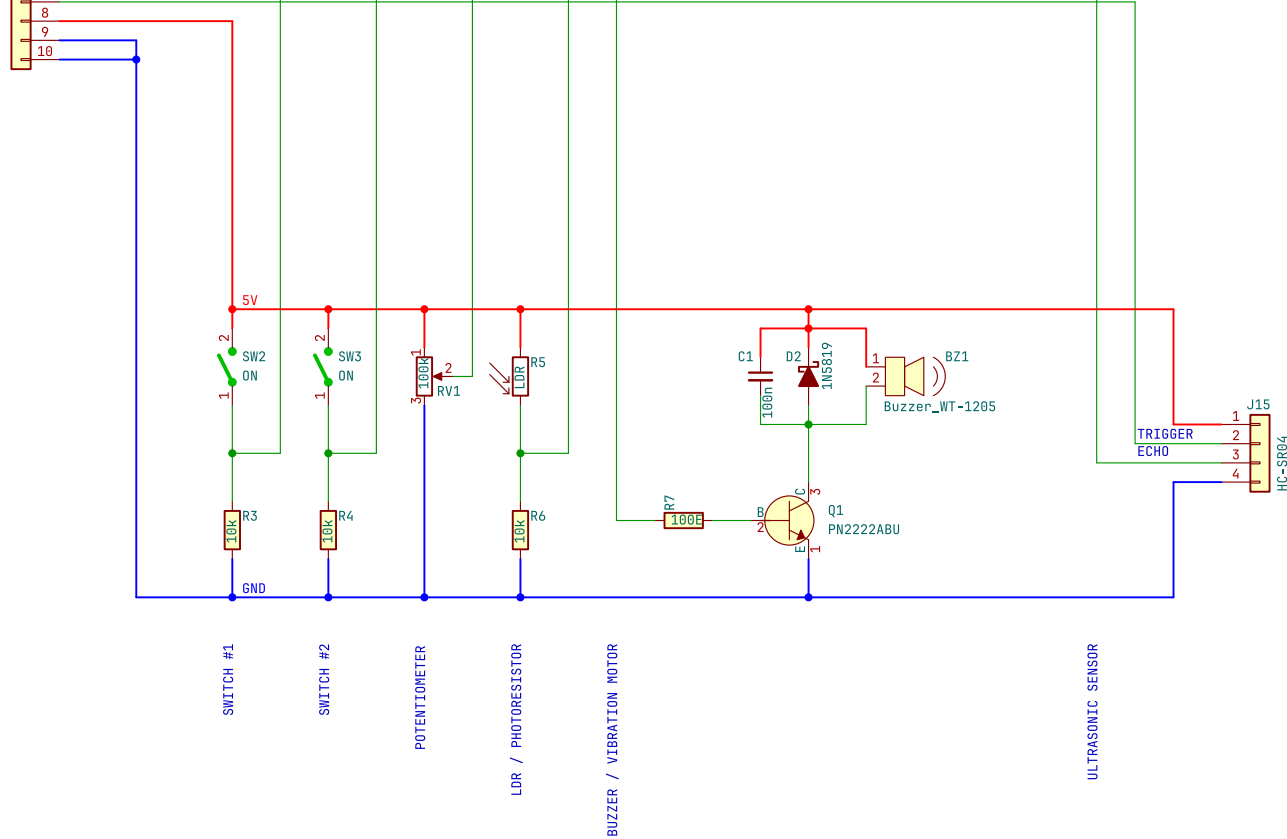 8
9
10
5V
2
SW2
ON
1
2
SW3
ON
1
1
100k
2
RV1
3
R5
LDR
C1
100n
D2
1N5819
1
2
BZ1
Buzzer_WT-1205
J15
1
2
3
4
TRIGGER
ECHO
HC-SR04
R3
10k
R4
10k
R6
10k
R7
100E
B
2
C
3
E
1
Q1
PN2222ABU
GND
SWITCH #1
SWITCH #2
POTENTIOMETER
LDR / PHOTORESISTOR
BUZZER / VIBRATION MOTOR
ULTRASONIC SENSOR